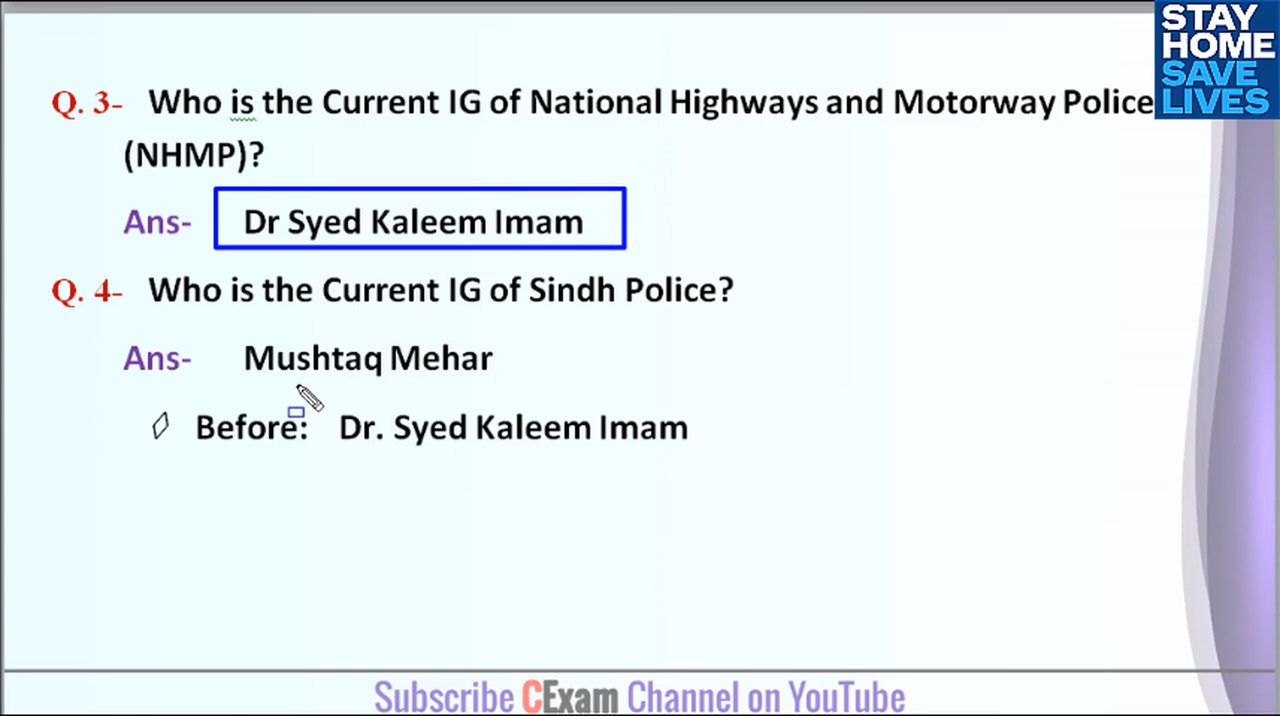 STAY
HOME
SAVE
LIVES
Q. 3- Who is the Current IG of National Highways and Motorway Police
(NHMP)?
Ans- Dr Syed Kaleem Imam
Q. 4- Who is the Current IG of Sindh Police?
Ans- Mushtaq Mehar
Before: Dr. Syed Kaleem Imam
Subscribe CExam Channel on YouTube